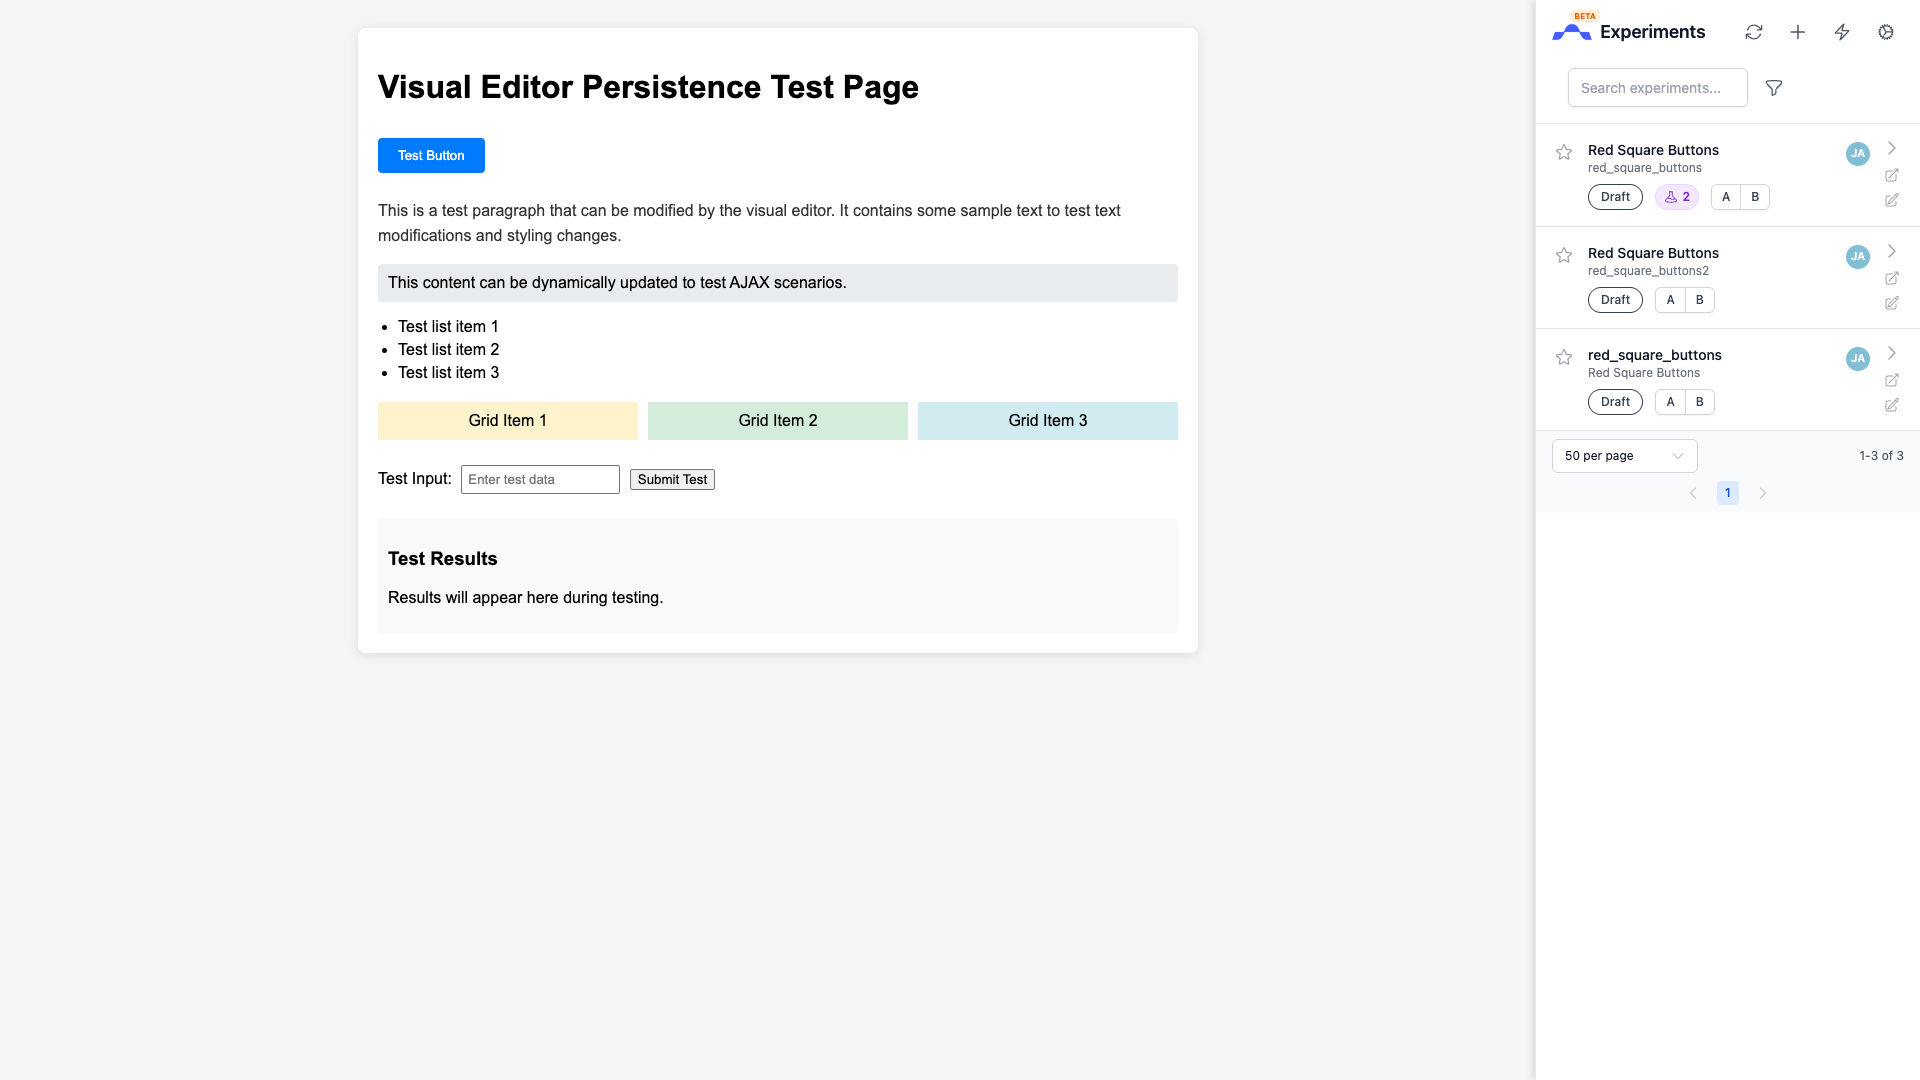 Visual Editor Persistence Test Page
Test Button
This is a test paragraph that can be modified by the visual editor. It contains some sample text to test text
modifications and styling changes.
This content can be dynamically updated to test AJAX scenarios.
Test list item 1
Test list item 2
Test list item 3
Grid Item 1
Grid Item 2
Grid Item 3
Test Input:
Enter test data
Submit Test
Test Results
Results will appear here during testing.
BETA
Experiments
Search experiments...
Red Square Buttons
JA
red_square_buttons
Draft
2
A
B
Red Square Buttons
JA
red_square_buttons2
Draft
A
B
red_square_buttons
JA
Red Square Buttons
Draft
A
B
50 per page
1-3 of 3
1